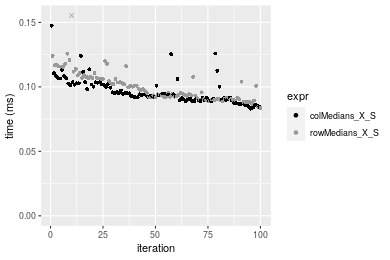 0.15
0.10
0.05
0.00
time (ms)
0
25
50
75
100
iteration
expr
colMedians_X_S
rowMedians_X_S